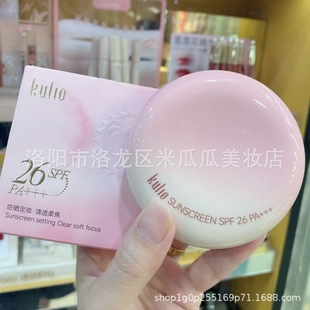 kulio
26 SPF
PA+++
防晒定妆 清透柔焦
Sunscreen setting Clear soft focus
洛阳市洛龙区米瓜瓜美妆店
kulio SUNSCREEN SPF 26 PA+++
shop1g0p255169p71.1688.com